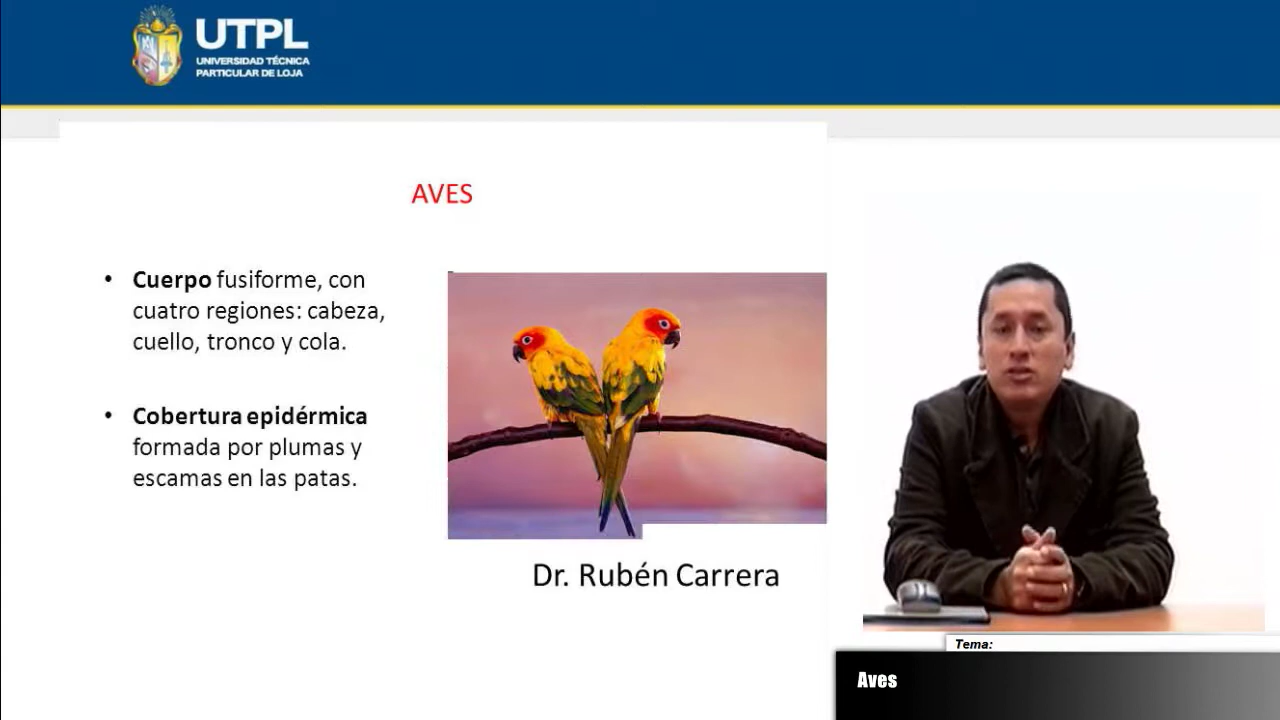 UTPL
UNIVERSIDAD TÉCNICA
PARTICULAR DE LOJA
AVES
• Cuerpo fusiforme, con
cuatro regiones: cabeza,
cuello, tronco y cola.
• Cobertura epidérmica
formada por plumas y
escamas en las patas.
Dr. Rubén Carrera
Tema:
Aves